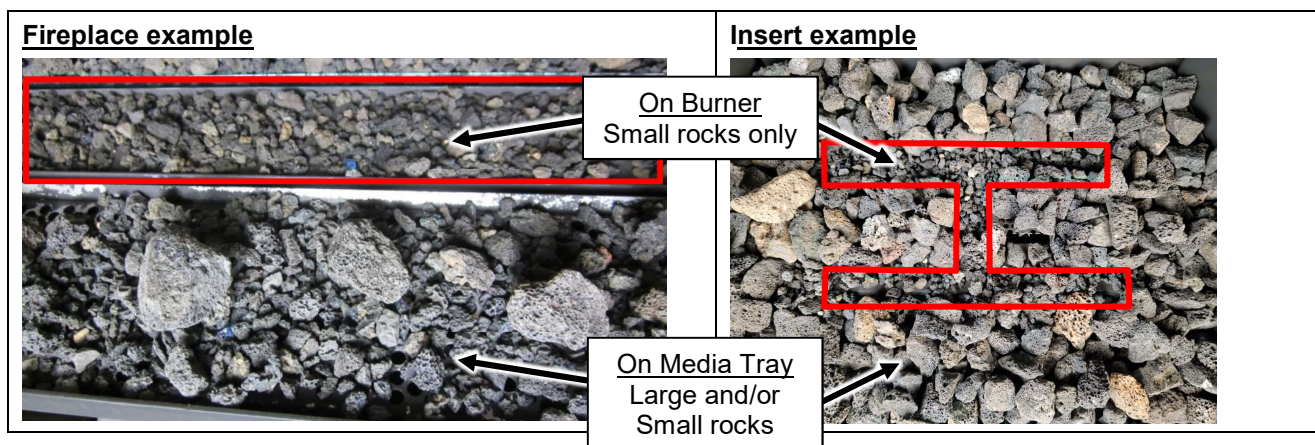 Fireplace example
Insert example
On Burner
Small rocks only
On Media Tray
Large and/or
Small rocks